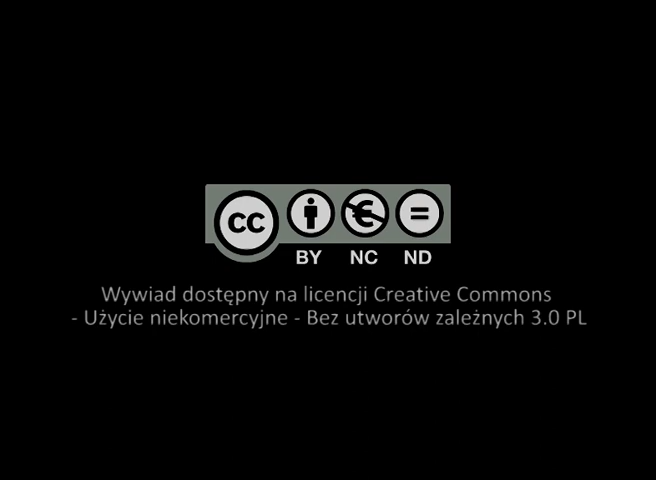 cc
BY NC ND
Wywiad dostępny na licencji Creative Commons
- Użycie niekomercyjne - Bez utworów zależnych 3.0 PL